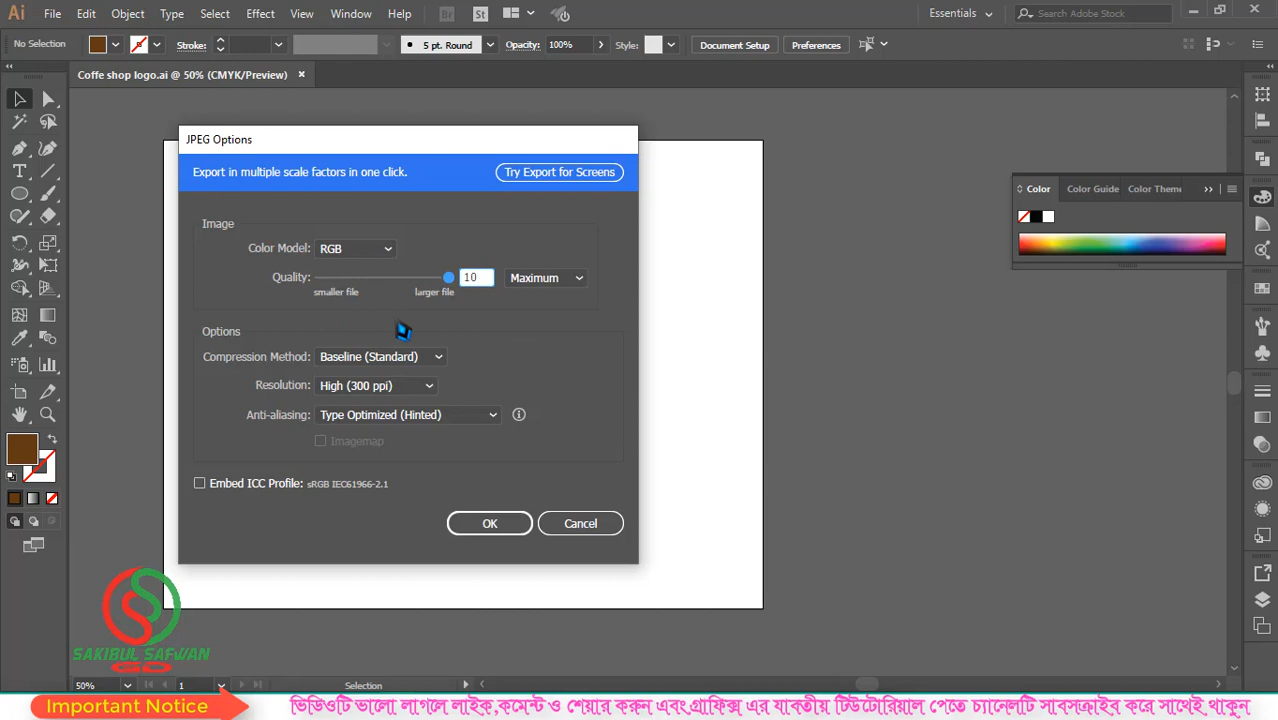 Ai File Edit Object Type Select Effect View Window Help Br St Essentials Search Adobe Stock
No Selection Stroke: 5 pt. Round Opacity: 100% Style: Document Setup Preferences
Coffe shop logo.ai @ 50% (CMYK/Preview)
JPEG Options
Export in multiple scale factors in one click. Try Export for Screens
Color Color Guide Color Theme
Image
Color Model: RGB
Quality: 10 Maximum
smaller file larger file
Options
Compression Method: Baseline (Standard)
Resolution: High (300 ppi)
Anti-aliasing: Type Optimized (Hinted)
Imagemap
Embed ICC Profile: sRGB IEC61966-2.1
OK Cancel
SAKIBUL SAFWAN
50% 1 Selection
Important Notice ভিডিওটি ভালো লাগলে লাইক,কমেন্ট ও শেয়ার করুন এবং গ্রাফিক্স এর যাবতীয় টিউটোরিয়াল পেতে চ্যানেলটি সাবসক্রাইব করে সাথেই থাকুন